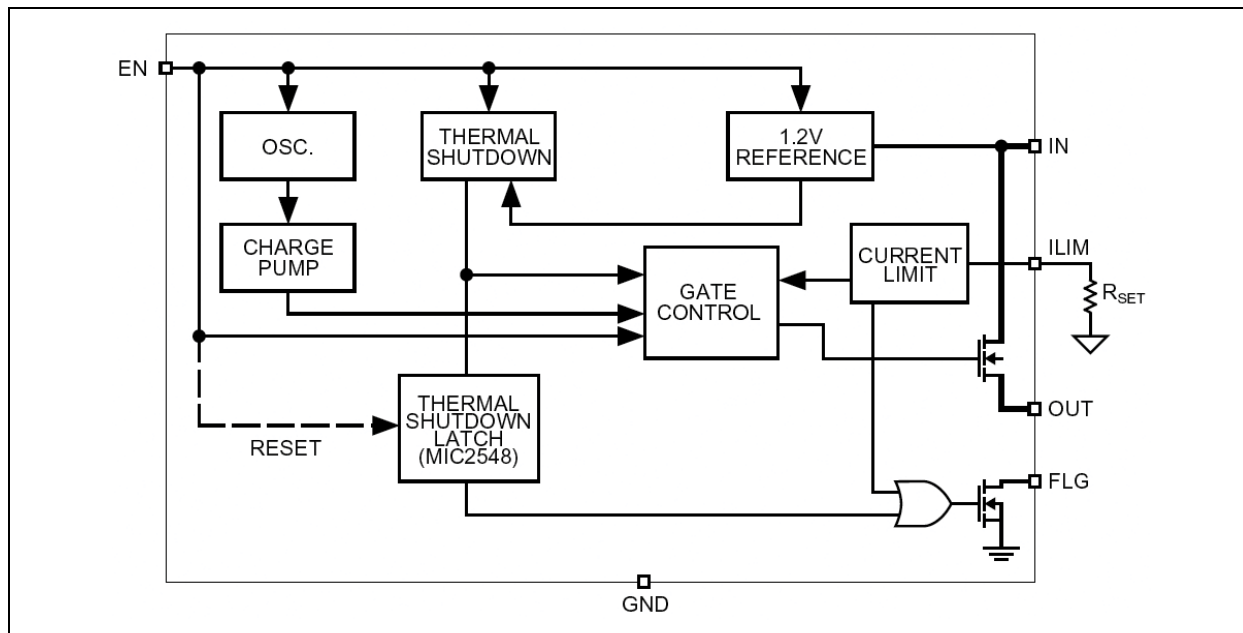 EN
OSC.
THERMAL
SHUTDOWN
1.2V
REFERENCE
IN
CHARGE
PUMP
GATE
CONTROL
CURRENT
LIMIT
ILIM
RSET
THERMAL
SHUTDOWN
LATCH
(MIC2548)
RESET
OUT
FLG
GND